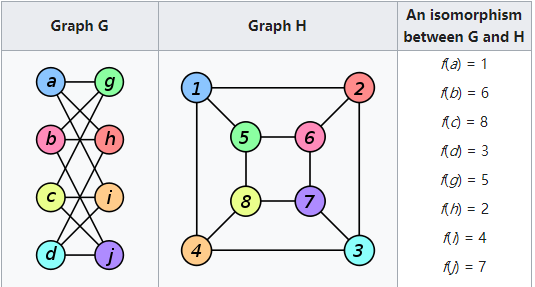 Graph G
Graph H
An isomorphism
between G and H
a
g
b
h
c
i
d
j
1
2
5
6
8
7
4
3
f(a) = 1
f(b) = 6
f(c) = 8
f(d) = 3
f(g) = 5
f(h) = 2
f(i) = 4
f(j) = 7